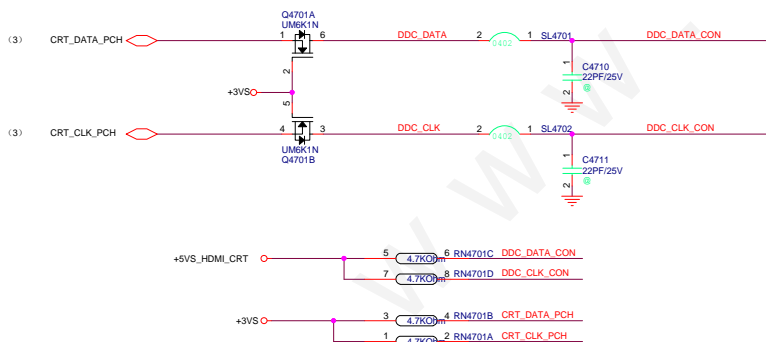 Q4701A
UM6K1N
(3) CRT_DATA_PCH 1 6 DDC_DATA 2 1 SL4701 DDC_DATA_CON
0402
2
1 C4710
22PF/25V
2 @
+3VS
5
(3) CRT_CLK_PCH 4 3 DDC_CLK 2 1 SL4702 DDC_CLK_CON
0402
UM6K1N
Q4701B
1 C4711
22PF/25V
2 @
+5VS_HDMI_CRT 5 6 RN4701C DDC_DATA_CON
4.7KOhm
7 8 RN4701D DDC_CLK_CON
4.7KOhm
+3VS 3 4 RN4701B CRT_DATA_PCH
4.7KOhm
1 2 RN4701A CRT_CLK_PCH
4.7KOhm
w w w .